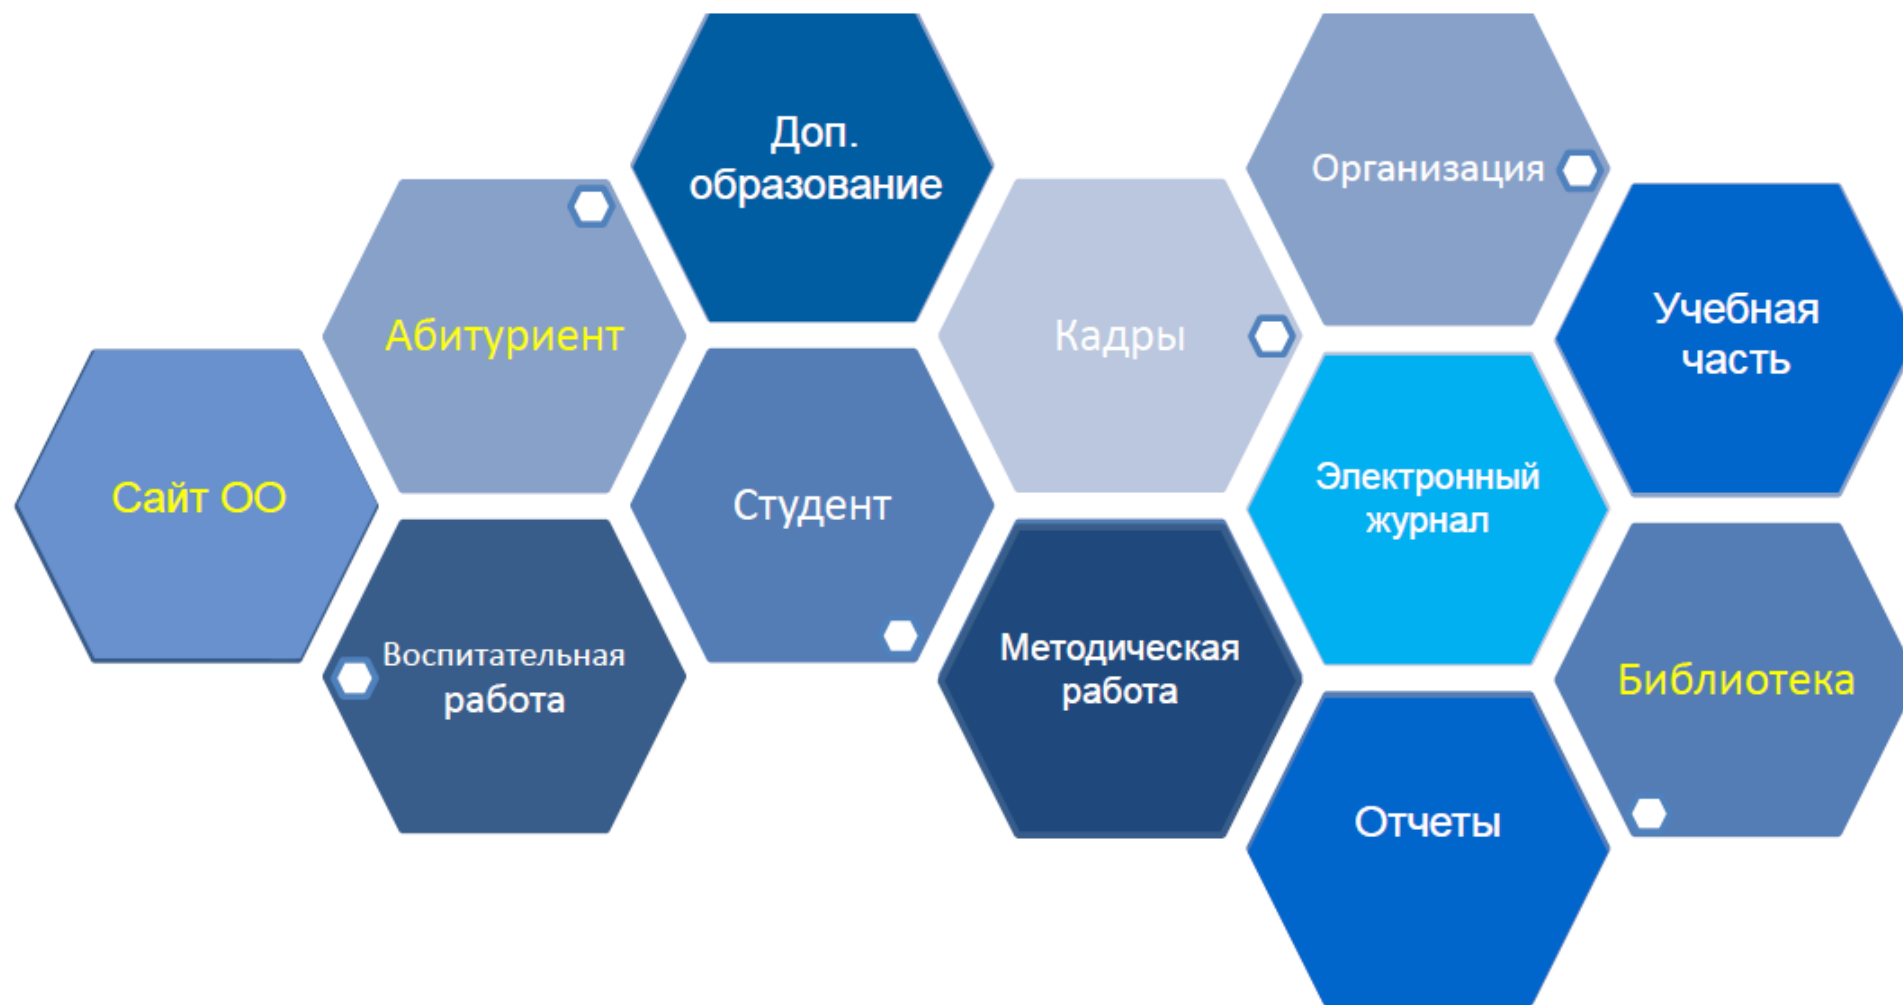 Доп.
образование
Организация
Абитуриент
Кадры
Учебная
часть
Сайт ОО
Студент
Электронный
журнал
Воспитательная
работа
Методическая
работа
Библиотека
Отчеты